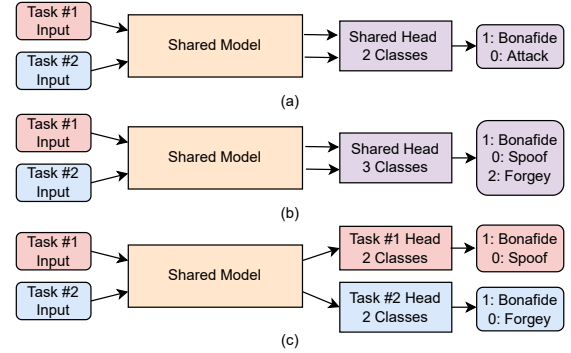 Task #1
Input
Task #2
Input
Shared Model
Shared Head
2 Classes
1: Bonafide
0: Attack
(a)
Task #1
Input
Task #2
Input
Shared Model
Shared Head
3 Classes
1: Bonafide
0: Spoof
2: Forgey
(b)
Task #1
Input
Task #2
Input
Shared Model
Task #1 Head
2 Classes
1: Bonafide
0: Spoof
Task #2 Head
2 Classes
1: Bonafide
0: Forgey
(c)